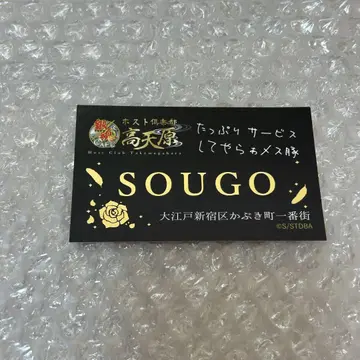 ホスト倶楽部
高天原
Host Club Takamagahara
たっぷり サービス
してやらぁメス豚
SOUGO
大江戸新宿区かぶき町一番街
©S/STDBA